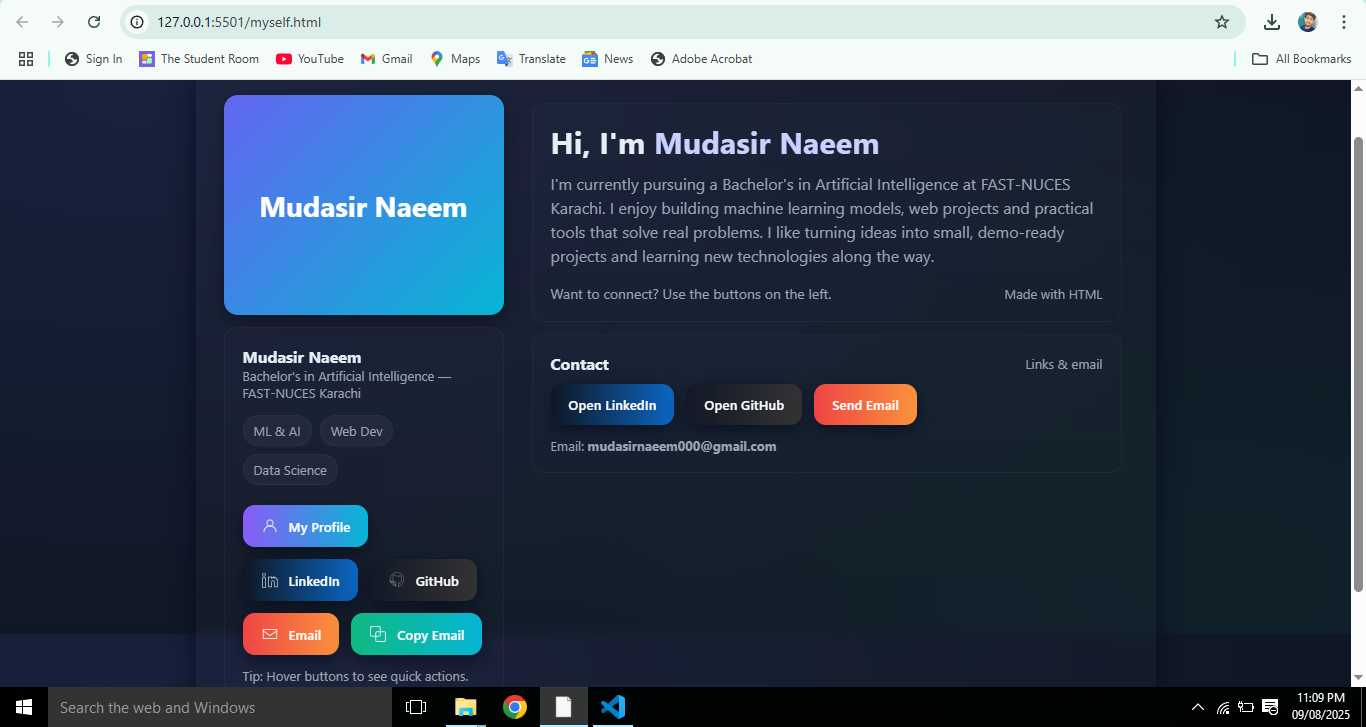 127.0.0.1:5501/myself.html
Sign In
The Student Room
YouTube
Gmail
Maps
Translate
News
Adobe Acrobat
All Bookmarks
Mudasir Naeem
Mudasir Naeem
Bachelor's in Artificial Intelligence —
FAST-NUCES Karachi
ML & AI
Web Dev
Data Science
My Profile
LinkedIn
GitHub
Email
Copy Email
Tip: Hover buttons to see quick actions.
Hi, I'm Mudasir Naeem
I'm currently pursuing a Bachelor's in Artificial Intelligence at FAST-NUCES
Karachi. I enjoy building machine learning models, web projects and practical
tools that solve real problems. I like turning ideas into small, demo-ready
projects and learning new technologies along the way.
Want to connect? Use the buttons on the left.
Made with HTML
Contact
Links & email
Open LinkedIn
Open GitHub
Send Email
Email: mudasirnaeem000@gmail.com
Search the web and Windows
11:09 PM
09/08/2025